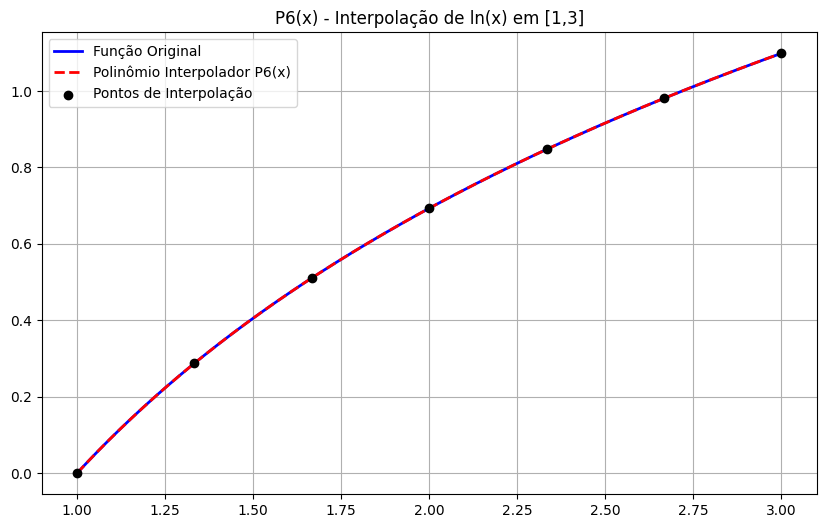 P6(x) - Interpolação de ln(x) em [1,3]
Função Original
Polinômio Interpolador P6(x)
Pontos de Interpolação
1.0
0.8
0.6
0.4
0.2
0.0
1.00 1.25 1.50 1.75 2.00 2.25 2.50 2.75 3.00